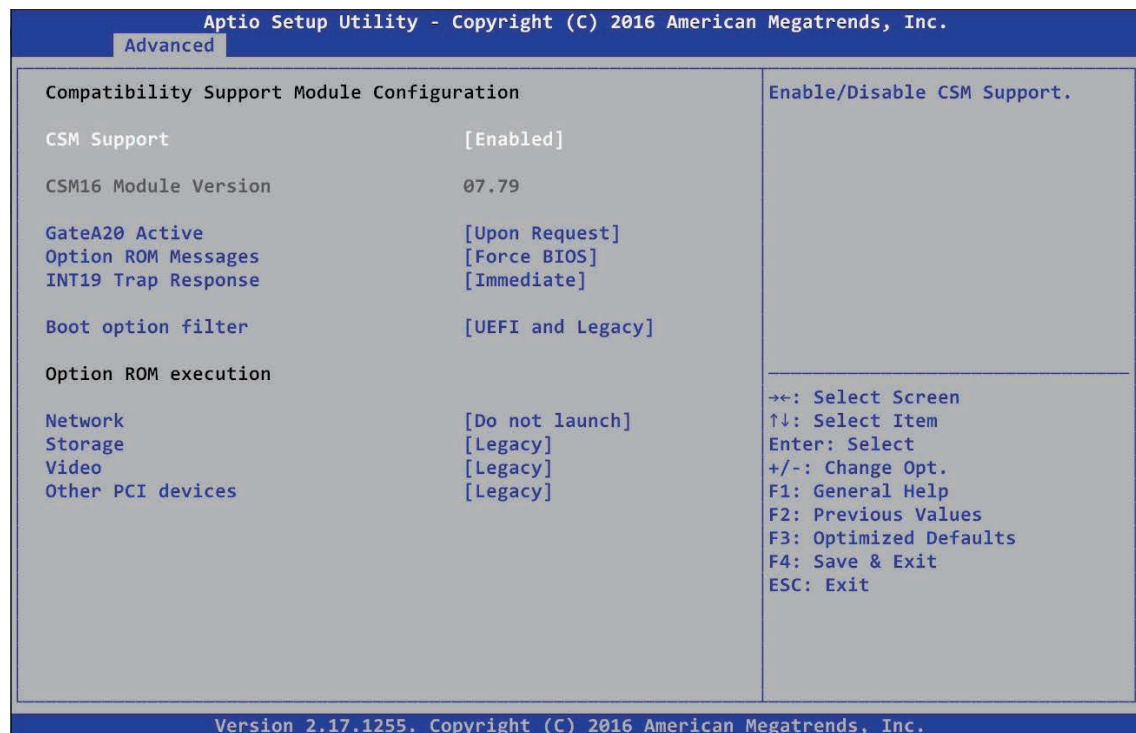 Aptio Setup Utility - Copyright (C) 2016 American Megatrends, Inc.
Advanced
Compatibility Support Module Configuration
CSM Support [Enabled]
CSM16 Module Version 07.79
GateA20 Active [Upon Request]
Option ROM Messages [Force BIOS]
INT19 Trap Response [Immediate]
Boot option filter [UEFI and Legacy]
Option ROM execution
Network [Do not launch]
Storage [Legacy]
Video [Legacy]
Other PCI devices [Legacy]
Enable/Disable CSM Support.
→←: Select Screen
↑↓: Select Item
Enter: Select
+/-: Change Opt.
F1: General Help
F2: Previous Values
F3: Optimized Defaults
F4: Save & Exit
ESC: Exit
Version 2.17.1255. Copyright (C) 2016 American Megatrends, Inc.